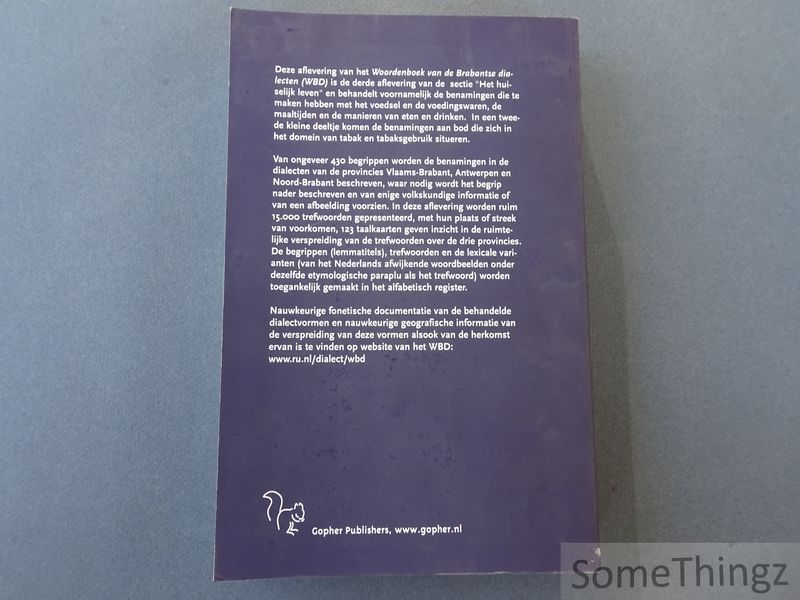 Deze aflevering van het Woordenboek van de Brabantse dia-
lecten (WBD) is de derde aflevering van de sectie "Het hui-
selijk leven" en behandelt voornamelijk de benamingen die te
maken hebben met het voedsel en de voedingswaren, de
maaltijden en de manieren van eten en drinken. In een twee-
de kleine deeltje komen de benamingen aan bod die zich in
het domein van tabak en tabaksgebruik situeren.
Van ongeveer 430 begrippen worden de benamingen in de
dialecten van de provincies Vlaams-Brabant, Antwerpen en
Noord-Brabant beschreven, waar nodig wordt het begrip
nader beschreven en van enige volkskundige informatie of
van een afbeelding voorzien. In deze aflevering worden ruim
15.000 trefwoorden gepresenteerd, met hun plaats of streek
van voorkomen, 123 taalkaarten geven inzicht in de ruimte-
lijke verspreiding van de trefwoorden over de drie provincies.
De begrippen (lemmatitels), trefwoorden en de lexicale vari-
anten (van het Nederlands afwijkende woordbeelden onder
dezelfde etymologische paraplu als het trefwoord) worden
toegankelijk gemaakt in het alfabetisch register.
Nauwkeurige fonetische documentatie van de behandelde
dialectvormen en nauwkeurige geografische informatie van
de verspreiding van deze vormen alsook van de herkomst
ervan is te vinden op website van het WBD:
www.ru.nl/dialect/wbd
Gopher Publishers, www.gopher.nl
SomeThingz